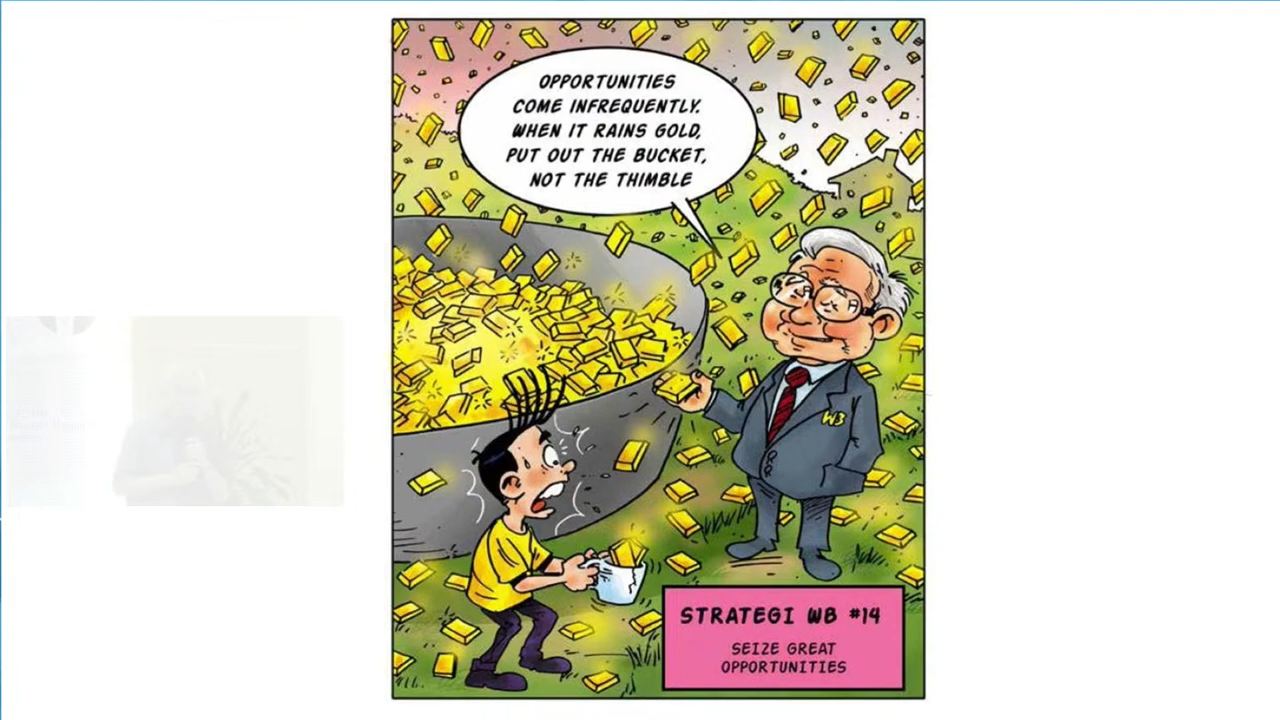 OPPORTUNITIES
COME INFREQUENTLY.
WHEN IT RAINS GOLD,
PUT OUT THE BUCKET,
NOT THE THIMBLE
WB
STRATEGI WB #14
SEIZE GREAT
OPPORTUNITIES